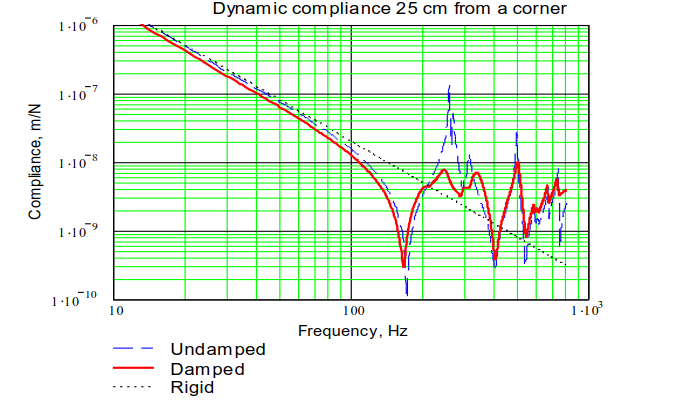 Dynamic compliance 25 cm from a corner
1·10⁻⁶
1·10⁻⁷
1·10⁻⁸
1·10⁻⁹
1·10⁻¹⁰
Compliance, m/N
10
100
1·10³
Frequency, Hz
Undamped
Damped
Rigid